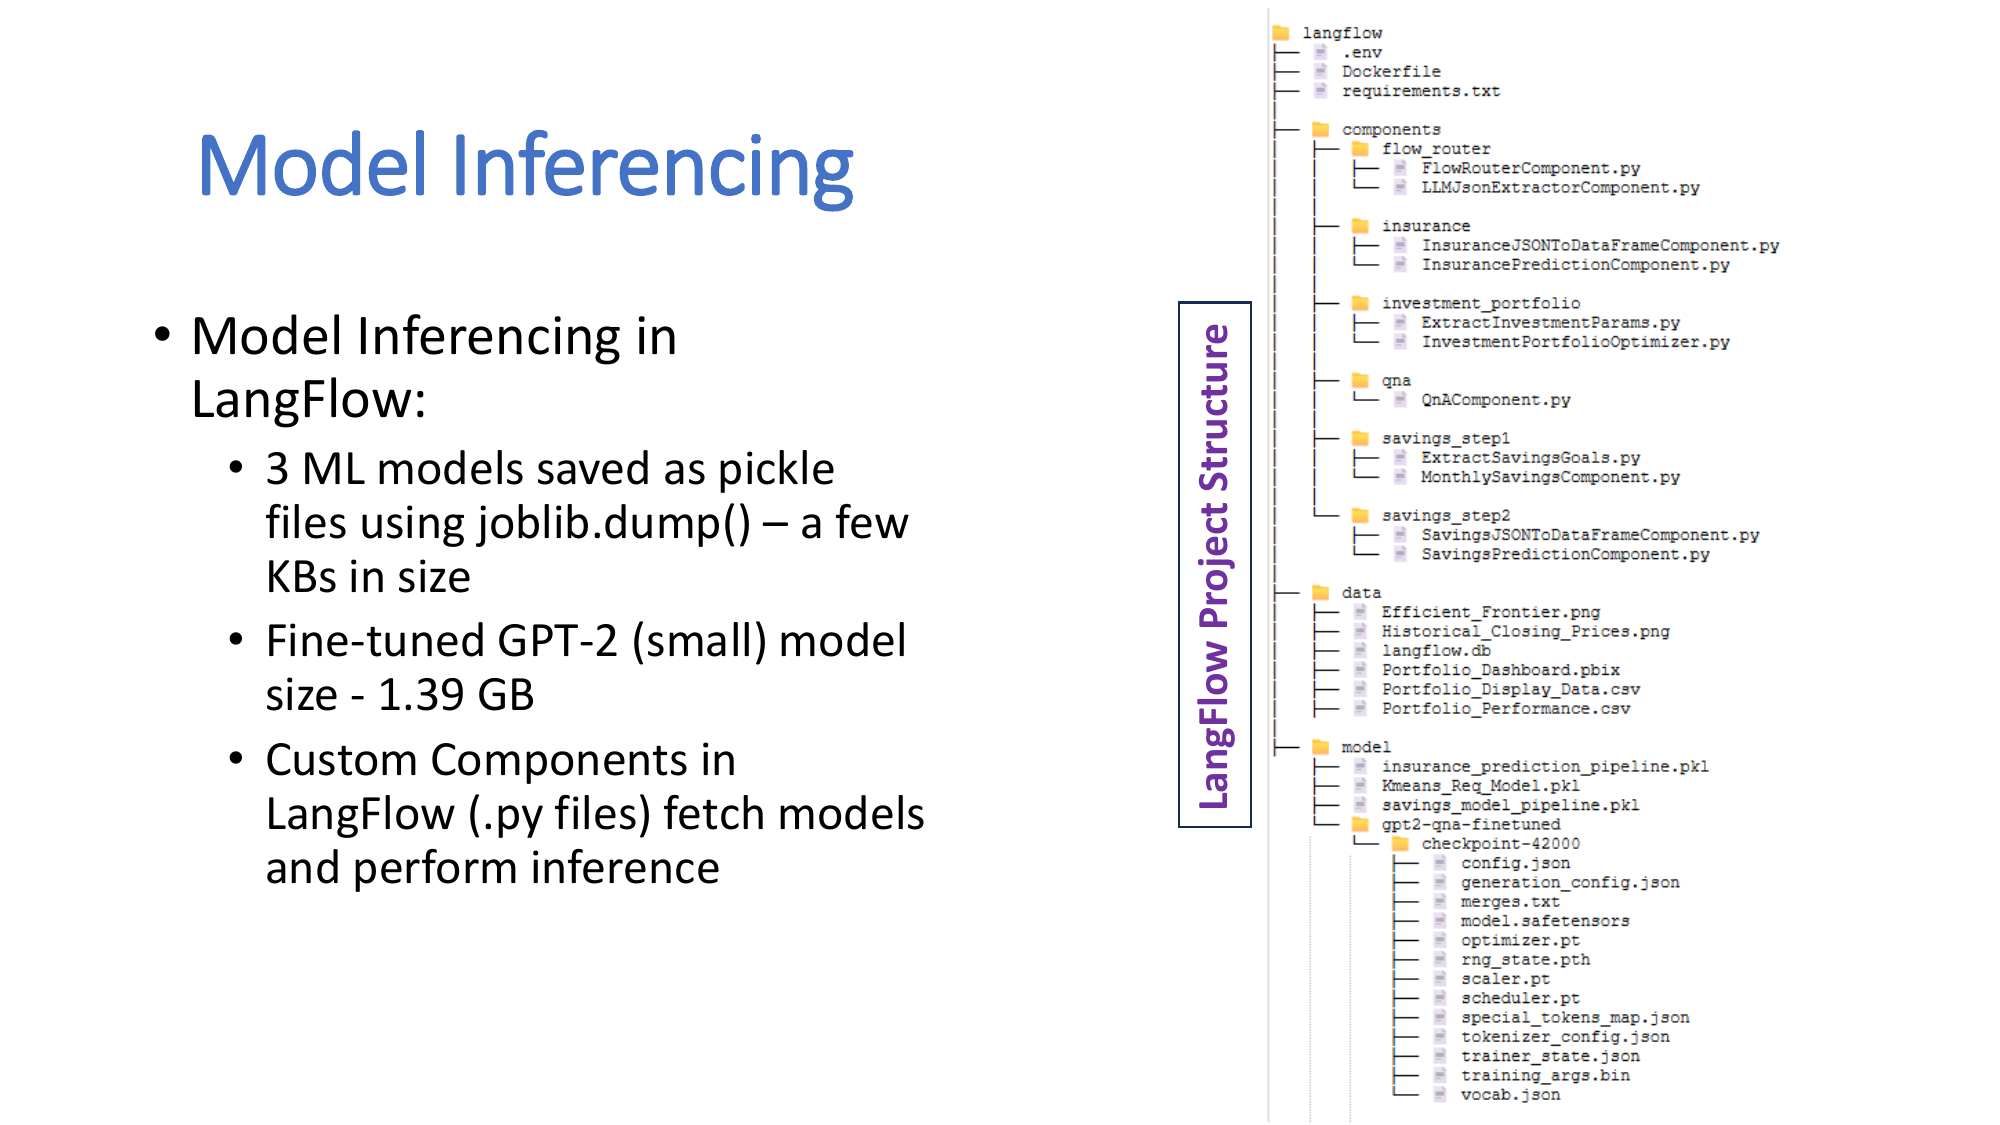 Model Inferencing
• Model Inferencing in
LangFlow:
• 3 ML models saved as pickle
files using joblib.dump() – a few
KBs in size
• Fine-tuned GPT-2 (small) model
size - 1.39 GB
• Custom Components in
LangFlow (.py files) fetch models
and perform inference
LangFlow Project Structure
langflow
.env
Dockerfile
requirements.txt
components
flow_router
FlowRouterComponent.py
LLMJsonExtractorComponent.py
insurance
InsuranceJSONToDataFrameComponent.py
InsurancePredictionComponent.py
investment_portfolio
ExtractInvestmentParams.py
InvestmentPortfolioOptimizer.py
qna
QnAComponent.py
savings_step1
ExtractSavingsGoals.py
MonthlySavingsComponent.py
savings_step2
SavingsJSONToDataFrameComponent.py
SavingsPredictionComponent.py
data
Efficient_Frontier.png
Historical_Closing_Prices.png
langflow.db
Portfolio_Dashboard.pbix
Portfolio_Display_Data.csv
Portfolio_Performance.csv
model
insurance_prediction_pipeline.pkl
Kmeans_Req_Model.pkl
savings_model_pipeline.pkl
gpt2-qna-finetuned
checkpoint-42000
config.json
generation_config.json
merges.txt
model.safetensors
optimizer.pt
rng_state.pth
scaler.pt
scheduler.pt
special_tokens_map.json
tokenizer_config.json
trainer_state.json
training_args.bin
vocab.json